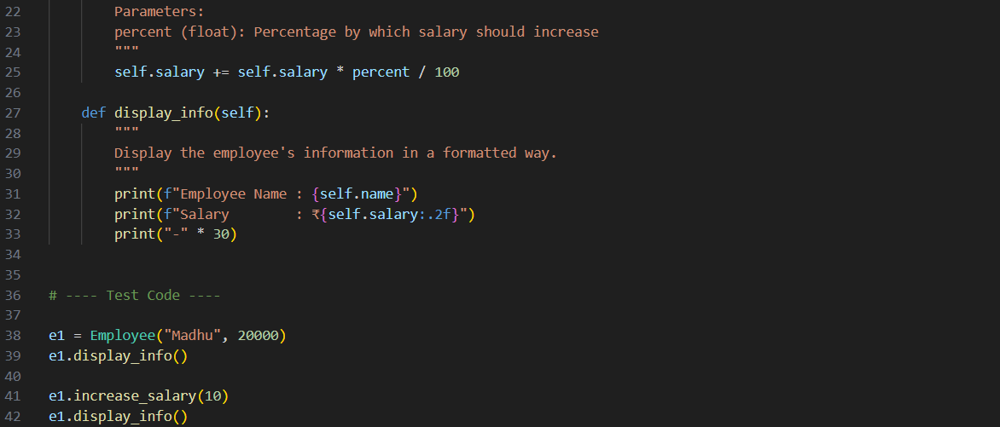 22            Parameters:
23            percent (float): Percentage by which salary should increase
24            """
25            self.salary += self.salary * percent / 100
26
27        def display_info(self):
28            """
29            Display the employee's information in a formatted way.
30            """
31            print(f"Employee Name : {self.name}")
32            print(f"Salary        : ₹{self.salary:.2f}")
33            print("-" * 30)
34
35
36    # ---- Test Code ----
37
38    e1 = Employee("Madhu", 20000)
39    e1.display_info()
40
41    e1.increase_salary(10)
42    e1.display_info()